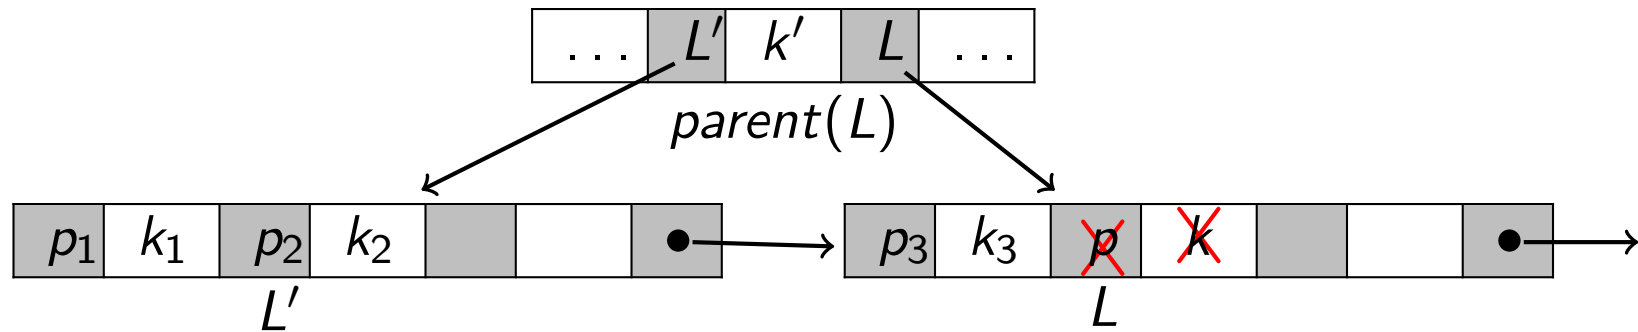 ... L′ k′ L ...
parent(L)
p₁ k₁ p₂ k₂ p₃ k₃ p k
L′ L